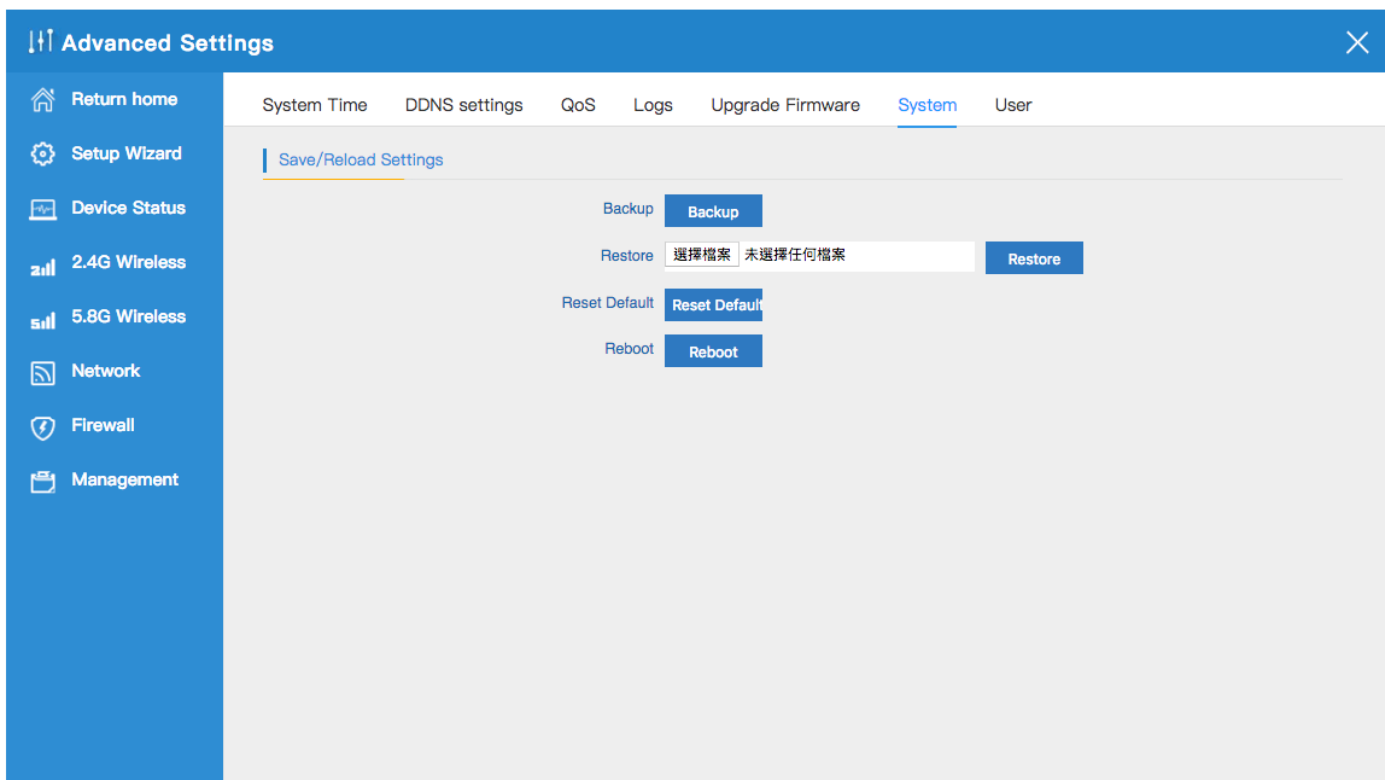 Advanced Settings
Return home
Setup Wizard
Device Status
2.4G Wireless
5.8G Wireless
Network
Firewall
Management
System Time DDNS settings QoS Logs Upgrade Firmware System User
Save/Reload Settings
Backup Backup
Restore 選擇檔案 未選擇任何檔案 Restore
Reset Default Reset Default
Reboot Reboot